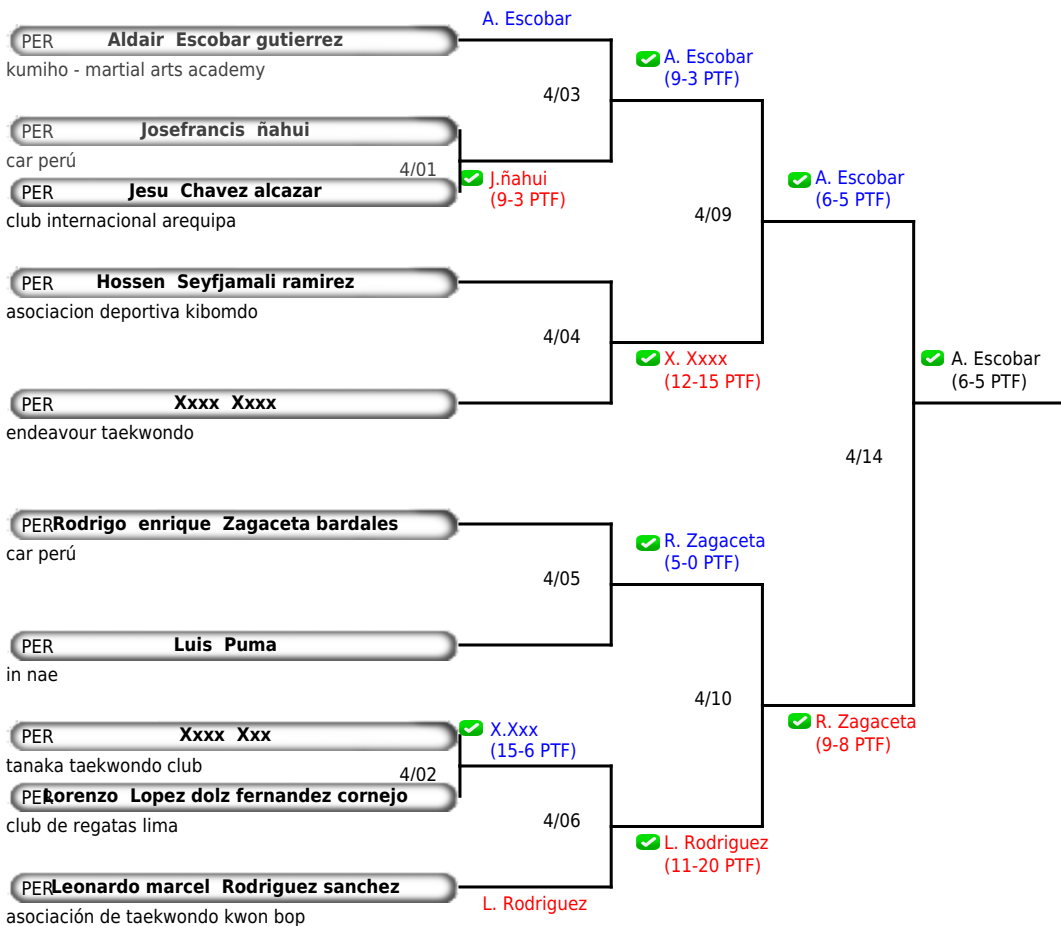 A. Escobar
PER Aldair Escobar gutierrez
kumiho - martial arts academy
A. Escobar
(9-3 PTF)
4/03
PER Josefrancis ñahui
car perú
4/01
J.ñahui
(9-3 PTF)
PER Jesu Chavez alcazar
club internacional arequipa
A. Escobar
(6-5 PTF)
4/09
PER Hossen Seyfjamali ramirez
asociacion deportiva kibomdo
4/04
X. Xxxx
(12-15 PTF)
A. Escobar
(6-5 PTF)
PER Xxxx Xxxx
endeavour taekwondo
4/14
PER Rodrigo enrique Zagaceta bardales
car perú
R. Zagaceta
(5-0 PTF)
4/05
PER Luis Puma
in nae
4/10
R. Zagaceta
(9-8 PTF)
PER Xxxx Xxx
tanaka taekwondo club
X.Xxx
(15-6 PTF)
4/02
PER Lorenzo Lopez dolz fernandez cornejo
club de regatas lima
4/06
L. Rodriguez
(11-20 PTF)
PER Leonardo marcel Rodriguez sanchez
L. Rodriguez
asociación de taekwondo kwon bop